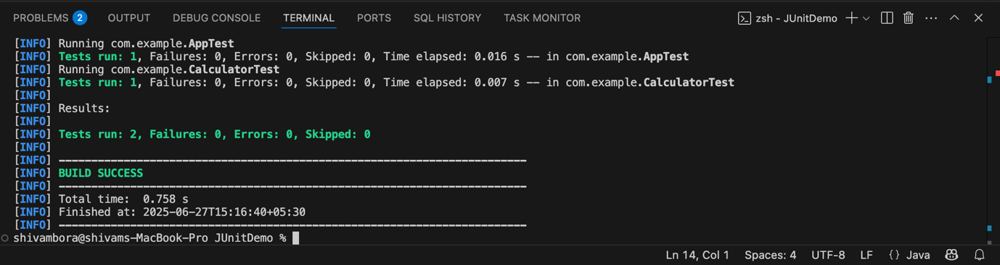 PROBLEMS 2 OUTPUT DEBUG CONSOLE TERMINAL PORTS SQL HISTORY TASK MONITOR zsh - JUnitDemo
[INFO] Running com.example.AppTest
[INFO] Tests run: 1, Failures: 0, Errors: 0, Skipped: 0, Time elapsed: 0.016 s -- in com.example.AppTest
[INFO] Running com.example.CalculatorTest
[INFO] Tests run: 1, Failures: 0, Errors: 0, Skipped: 0, Time elapsed: 0.007 s -- in com.example.CalculatorTest
[INFO]
[INFO] Results:
[INFO]
[INFO] Tests run: 2, Failures: 0, Errors: 0, Skipped: 0
[INFO]
[INFO] ------------------------------------------------------------------------
[INFO] BUILD SUCCESS
[INFO] ------------------------------------------------------------------------
[INFO] Total time:  0.758 s
[INFO] Finished at: 2025-06-27T15:16:40+05:30
[INFO] ------------------------------------------------------------------------
shivambora@shivams-MacBook-Pro JUnitDemo %
Ln 14, Col 1 Spaces: 4 UTF-8 LF {} Java